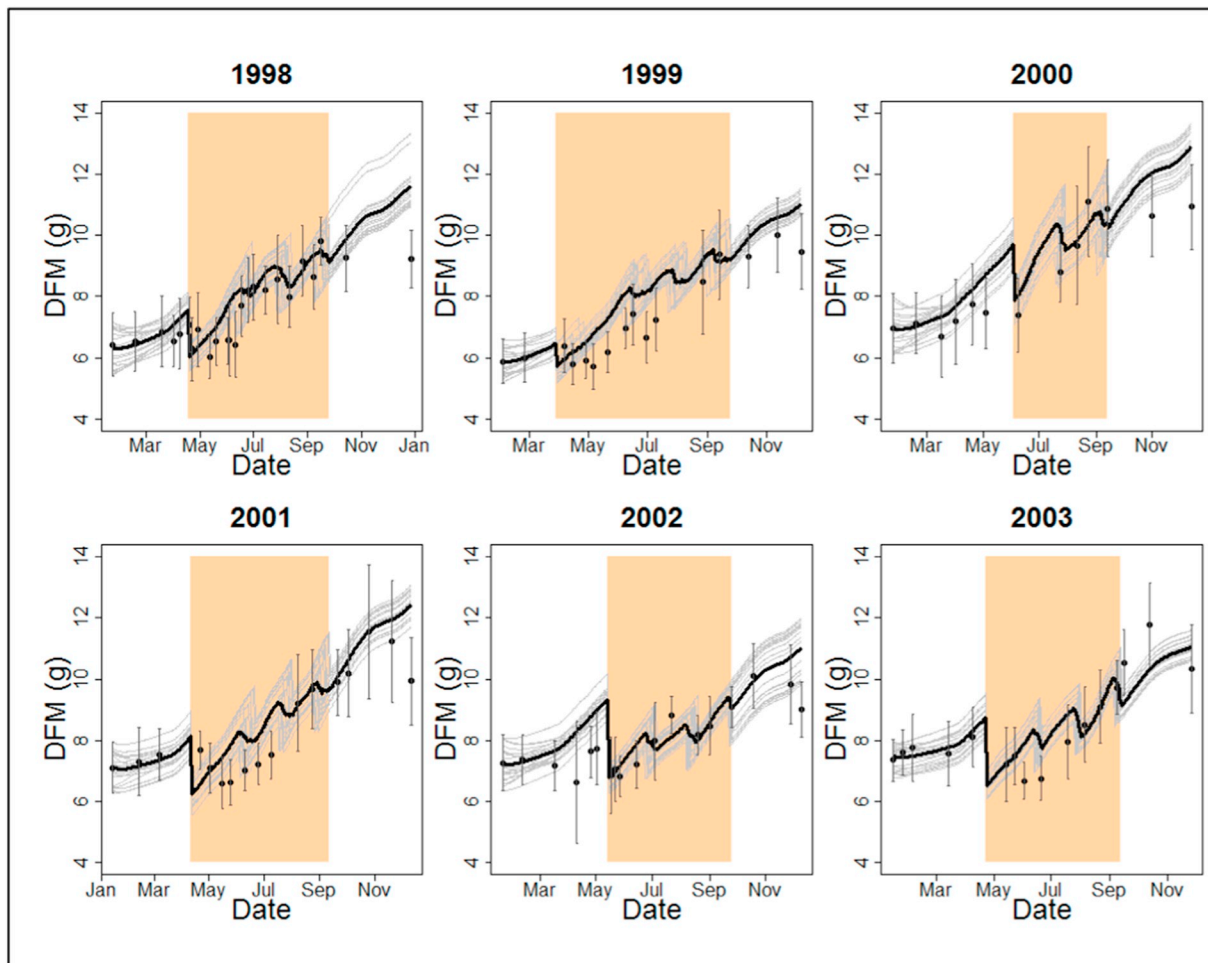 1998
14
12
10
8
6
4
DFM (g)
Mar May Jul Sep Nov Jan
Date
1999
14
12
10
8
6
4
DFM (g)
Mar May Jul Sep Nov
Date
2000
14
12
10
8
6
4
DFM (g)
Mar May Jul Sep Nov
Date
2001
14
12
10
8
6
4
DFM (g)
Jan Mar May Jul Sep Nov
Date
2002
14
12
10
8
6
4
DFM (g)
Mar May Jul Sep Nov
Date
2003
14
12
10
8
6
4
DFM (g)
Mar May Jul Sep Nov
Date